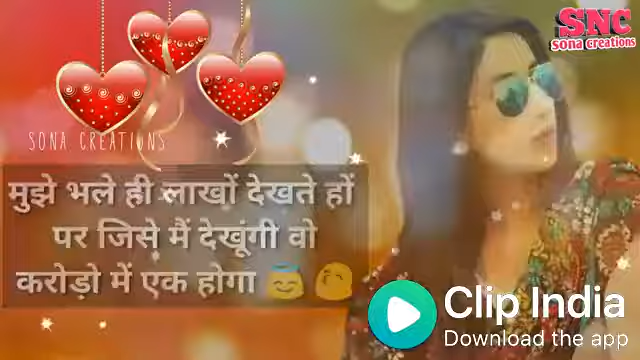 SNC
sona creations
SONA CREATIONS
मुझे भले ही लाखों देखते हों
पर जिसे मैं देखूंगी वो
करोड़ो में एक होगा 😇 😊
Clip India
Download the app